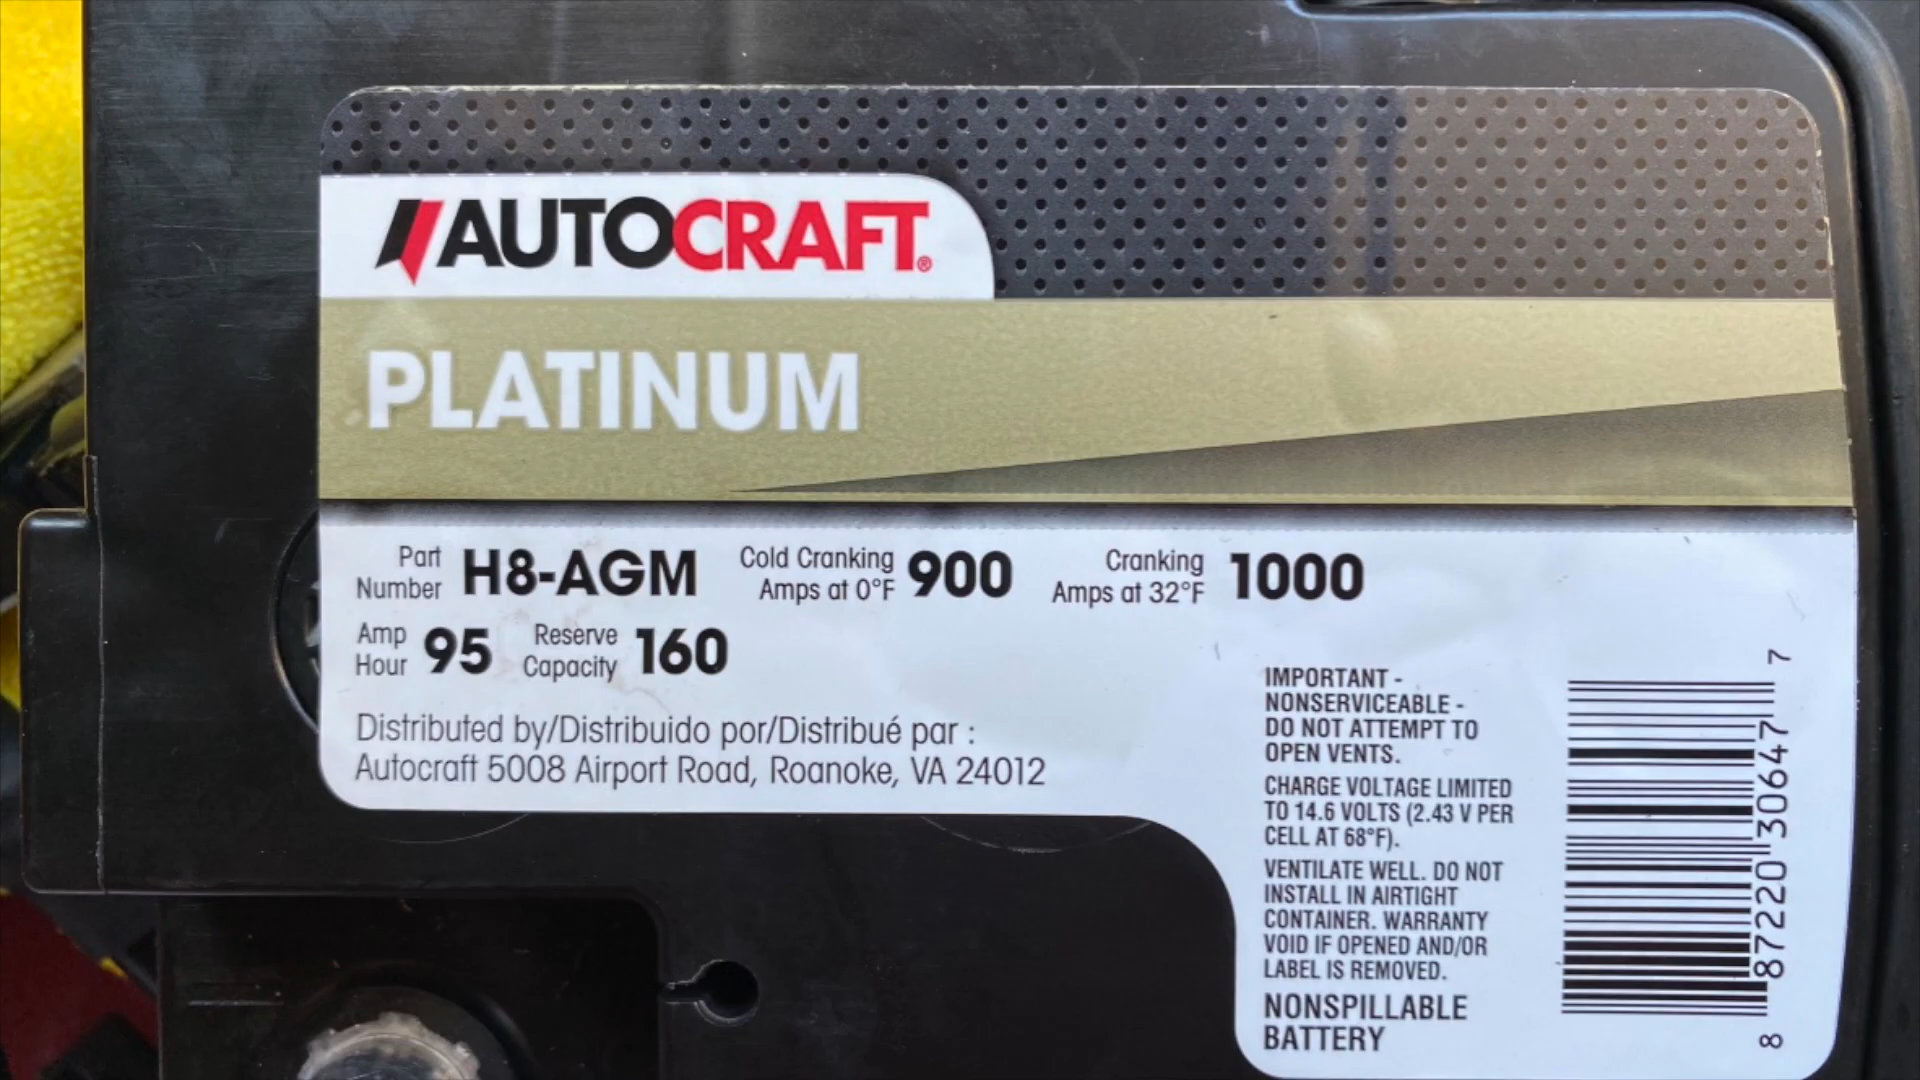 AUTOCRAFT®
PLATINUM
Part Number H8-AGM Cold Cranking Amps at 0°F 900 Cranking Amps at 32°F 1000
Amp Hour 95 Reserve Capacity 160
Distributed by/Distribuido por/Distribué par :
Autocraft 5008 Airport Road, Roanoke, VA 24012
IMPORTANT -
NONSERVICEABLE -
DO NOT ATTEMPT TO
OPEN VENTS.
CHARGE VOLTAGE LIMITED
TO 14.6 VOLTS (2.43 V PER
CELL AT 68°F).
VENTILATE WELL. DO NOT
INSTALL IN AIRTIGHT
CONTAINER. WARRANTY
VOID IF OPENED AND/OR
LABEL IS REMOVED.
NONSPILLABLE
BATTERY
8 87220 30647 7